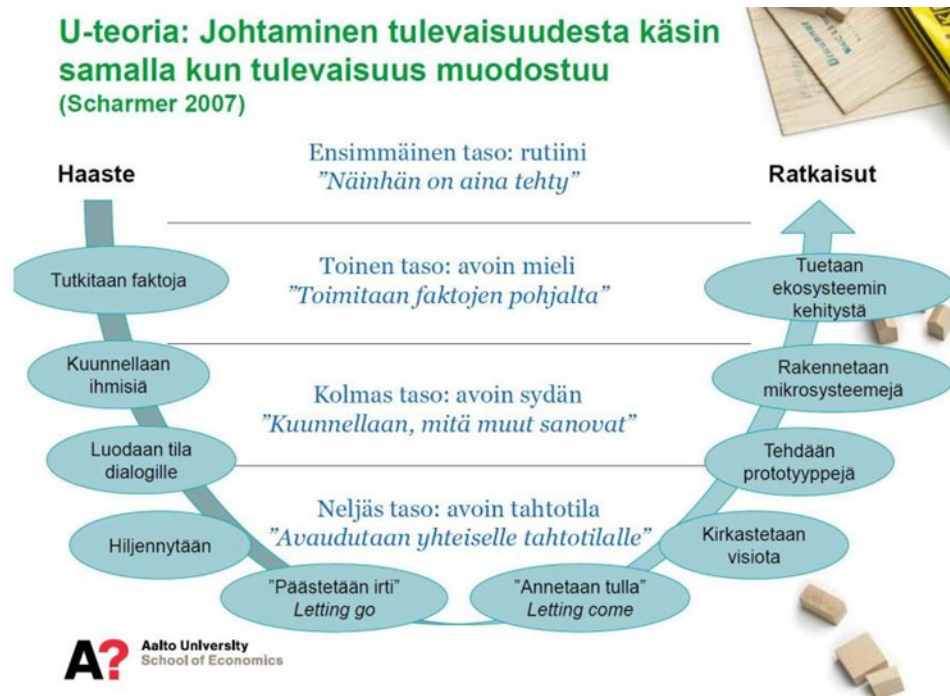 U-teoria: Johtaminen tulevaisuudesta käsin
samalla kun tulevaisuus muodostuu
(Scharmer 2007)
Haaste
Ensimmäinen taso: rutiini
"Näinhän on aina tehty"
Ratkaisut
Tutkitaan faktoja
Toinen taso: avoin mieli
"Toimitaan faktojen pohjalta"
Tuetaan
ekosysteemin
kehitystä
Kuunnellaan
ihmisiä
Kolmas taso: avoin sydän
"Kuunnellaan, mitä muut sanovat"
Rakennetaan
mikrosysteemejä
Luodaan tila
dialogille
Tehdään
prototyyppejä
Hiljennytään
Neljäs taso: avoin tahtotila
"Avaudutaan yhteiselle tahtotilalle"
Kirkastetaan
visiota
"Päästetään irti"
Letting go
"Annetaan tulla"
Letting come
A?
Aalto University
School of Economics